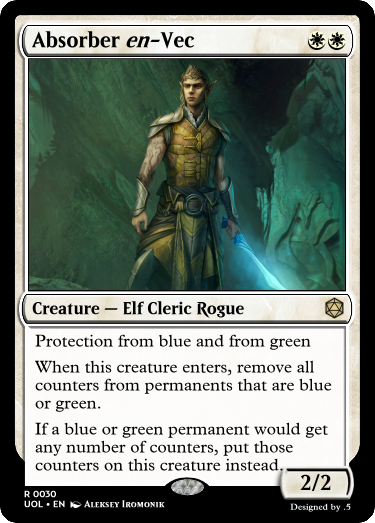 Absorber en-Vec
Creature — Elf Cleric Rogue
Protection from blue and from green
When this creature enters, remove all
counters from permanents that are blue
or green.
If a blue or green permanent would get
any number of counters, put those
counters on this creature instead.
2/2
R 0030
UOL • EN Aleksey Iromonik
Designed by .5